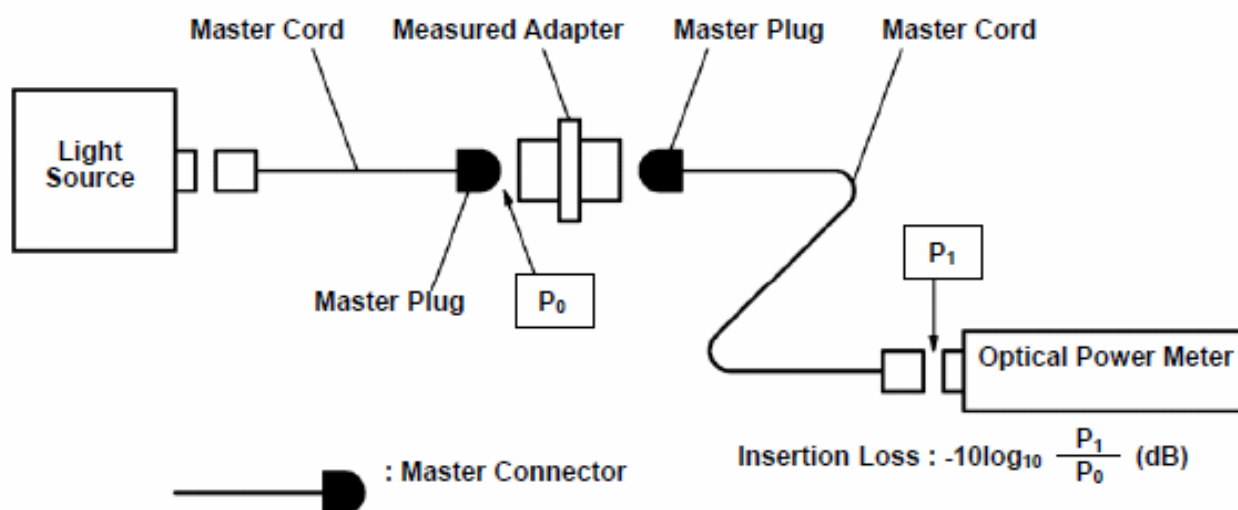 Master Cord
Measured Adapter
Master Plug
Master Cord
Light
Source
Master Plug
P₀
P₁
Optical Power Meter
: Master Connector
Insertion Loss : -10log₁₀ P₁/P₀ (dB)